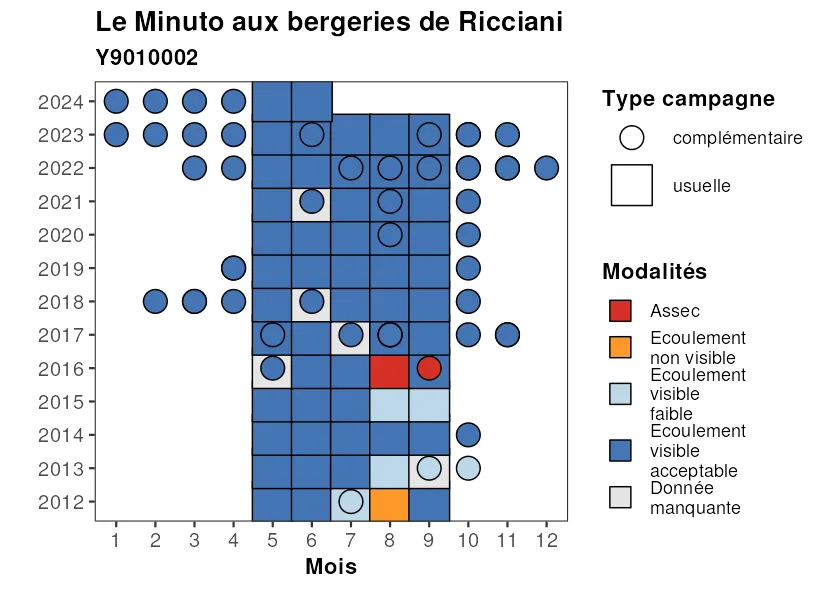 Le Minuto aux bergeries de Ricciani
Y9010002
2024
2023
2022
2021
2020
2019
2018
2017
2016
2015
2014
2013
2012
1 2 3 4 5 6 7 8 9 10 11 12
Mois
Type campagne
complémentaire
usuelle
Modalités
Assec
Ecoulement
non visible
Ecoulement
visible
faible
Ecoulement
visible
acceptable
Donnée
manquante